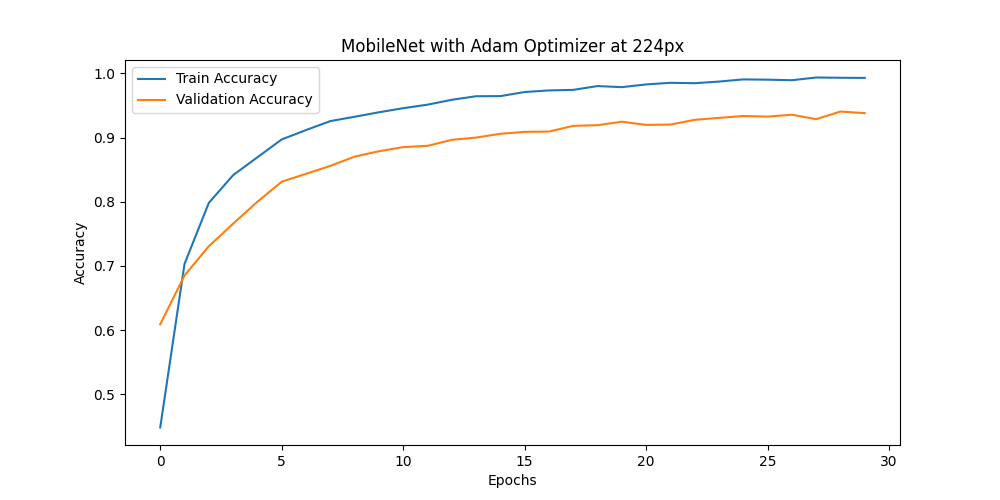 MobileNet with Adam Optimizer at 224px
Train Accuracy
Validation Accuracy
1.0
0.9
0.8
0.7
0.6
0.5
Accuracy
0 5 10 15 20 25 30
Epochs